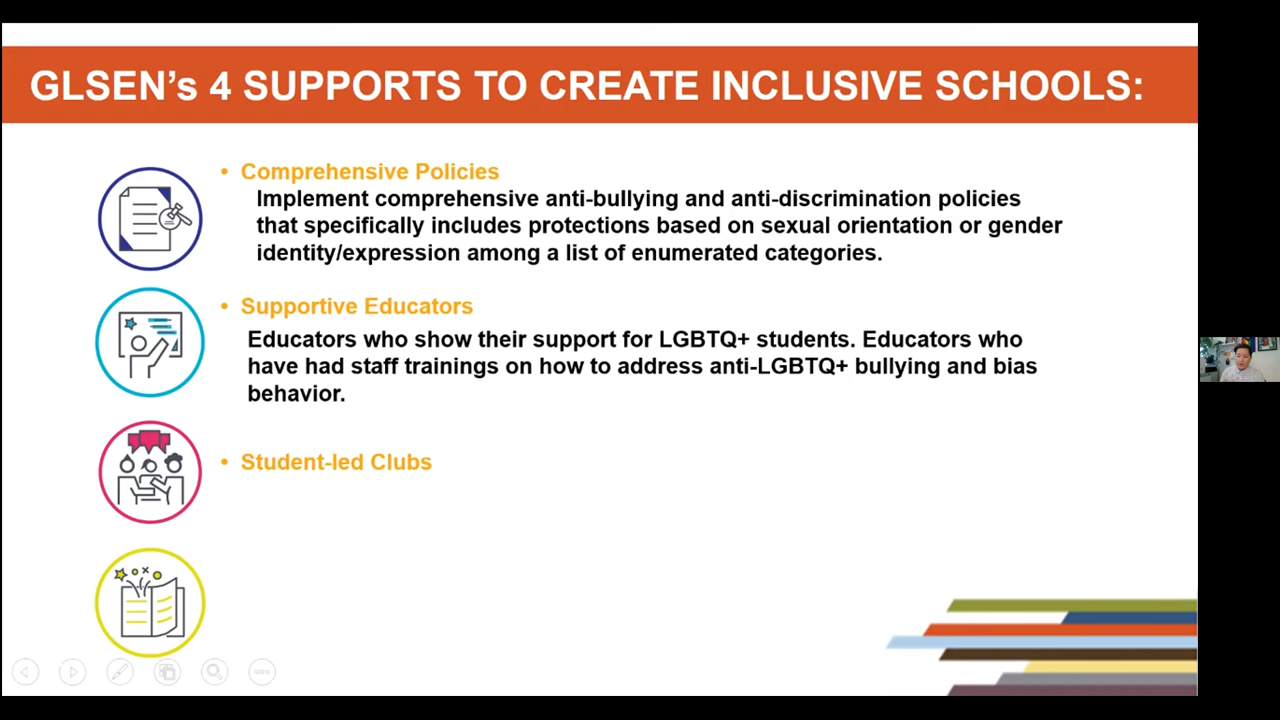 GLSEN's 4 SUPPORTS TO CREATE INCLUSIVE SCHOOLS:
• Comprehensive Policies
Implement comprehensive anti-bullying and anti-discrimination policies
that specifically includes protections based on sexual orientation or gender
identity/expression among a list of enumerated categories.
• Supportive Educators
Educators who show their support for LGBTQ+ students. Educators who
have had staff trainings on how to address anti-LGBTQ+ bullying and bias
behavior.
• Student-led Clubs